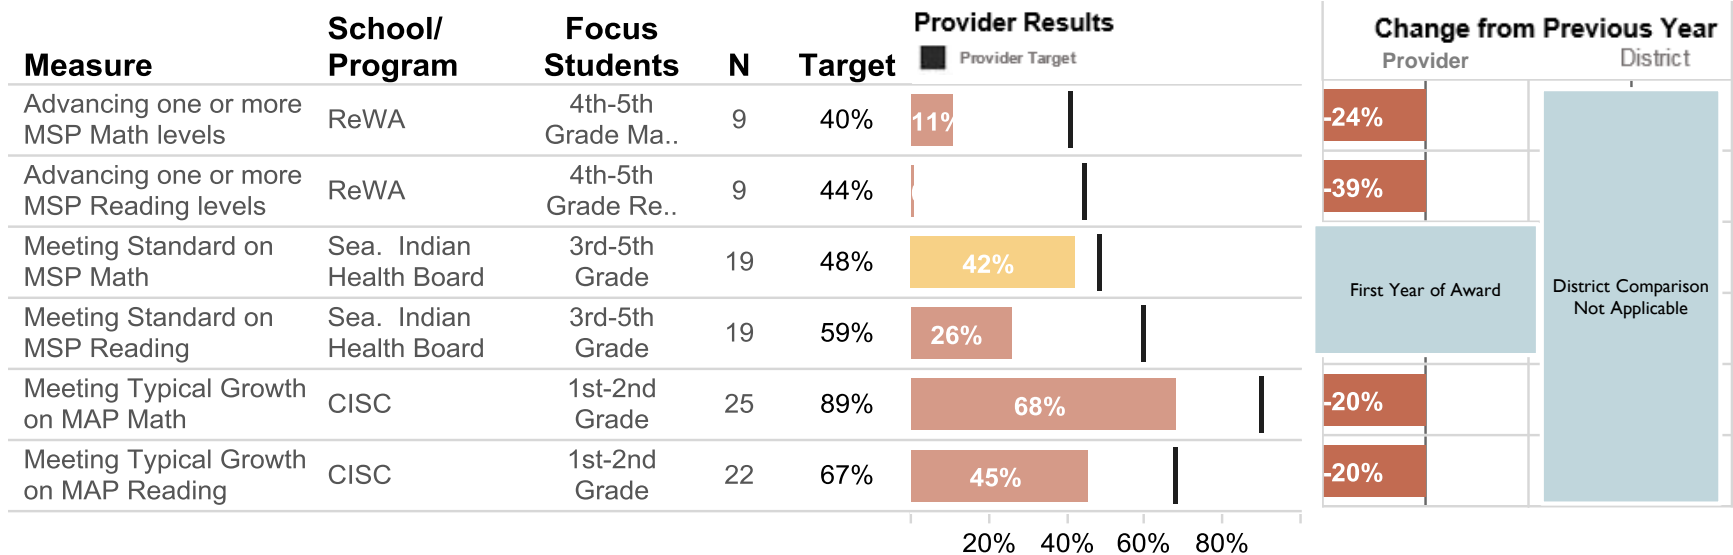 Provider Results
Change from Previous Year
School/
Focus
Measure
Program
Students
N
Target
Provider Target
Provider
District
Advancing one or more
MSP Math levels
ReWA
4th-5th
Grade Ma..
9
40%
11%
-24%
Advancing one or more
MSP Reading levels
ReWA
4th-5th
Grade Re..
9
44%
-39%
Meeting Standard on
MSP Math
Sea. Indian
Health Board
3rd-5th
Grade
19
48%
42%
First Year of Award
District Comparison
Not Applicable
Meeting Standard on
MSP Reading
Sea. Indian
Health Board
3rd-5th
Grade
19
59%
26%
Meeting Typical Growth
on MAP Math
CISC
1st-2nd
Grade
25
89%
68%
-20%
Meeting Typical Growth
on MAP Reading
CISC
1st-2nd
Grade
22
67%
45%
-20%
20% 40% 60% 80%